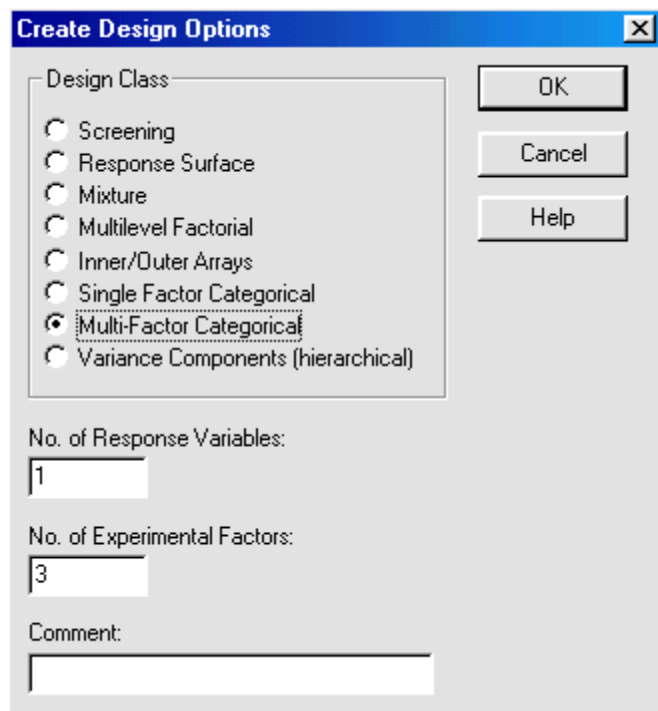 Create Design Options
Design Class
Screening
Response Surface
Mixture
Multilevel Factorial
Inner/Outer Arrays
Single Factor Categorical
Multi-Factor Categorical
Variance Components (hierarchical)
OK
Cancel
Help
No. of Response Variables:
1
No. of Experimental Factors:
3
Comment: